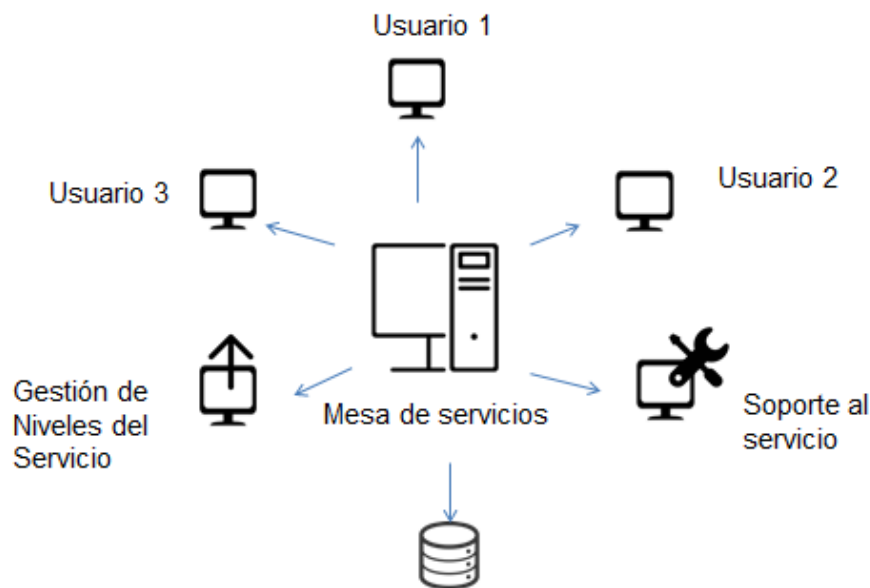 Usuario 1
Usuario 3
Usuario 2
Gestión de
Niveles del
Servicio
Mesa de servicios
Soporte al
servicio